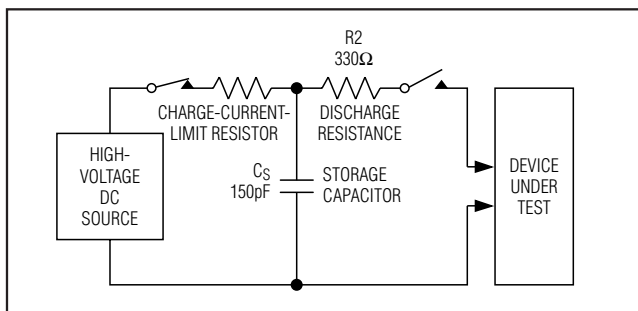 R2
330Ω
CHARGE-CURRENT-
LIMIT RESISTOR
DISCHARGE
RESISTANCE
HIGH-
VOLTAGE
DC
SOURCE
CS
150pF
STORAGE
CAPACITOR
DEVICE
UNDER
TEST